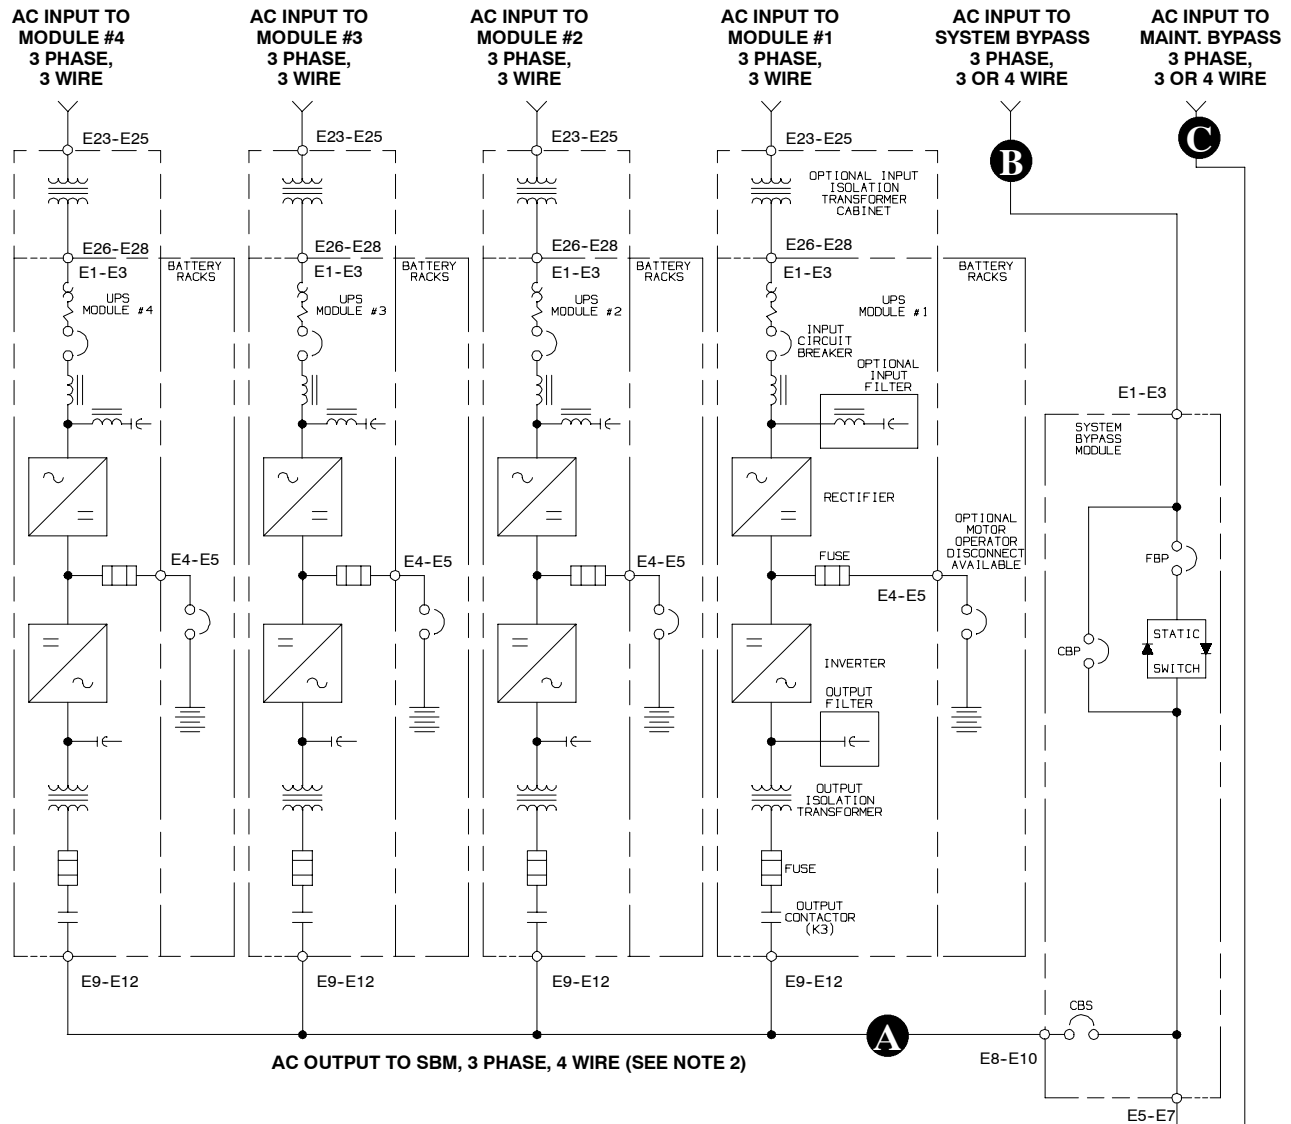 AC INPUT TO
MODULE #4
3 PHASE,
3 WIRE
AC INPUT TO
MODULE #3
3 PHASE,
3 WIRE
AC INPUT TO
MODULE #2
3 PHASE,
3 WIRE
AC INPUT TO
MODULE #1
3 PHASE,
3 WIRE
AC INPUT TO
SYSTEM BYPASS
3 PHASE,
3 OR 4 WIRE
AC INPUT TO
MAINT. BYPASS
3 PHASE,
3 OR 4 WIRE
E23-E25
E23-E25
E23-E25
E23-E25
B
C
OPTIONAL INPUT
ISOLATION
TRANSFORMER
CABINET
E26-E28
E26-E28
E26-E28
E26-E28
E1-E3
BATTERY
RACKS
E1-E3
BATTERY
RACKS
E1-E3
BATTERY
RACKS
E1-E3
BATTERY
RACKS
UPS
MODULE #4
UPS
MODULE #3
UPS
MODULE #2
UPS
MODULE #1
INPUT
CIRCUIT
BREAKER
OPTIONAL
INPUT
FILTER
E1-E3
SYSTEM
BYPASS
MODULE
RECTIFIER
OPTIONAL
MOTOR
OPERATOR
DISCONNECT
AVAILABLE
E4-E5
E4-E5
E4-E5
FUSE
E4-E5
FBP
CBP
STATIC
SWITCH
INVERTER
OUTPUT
FILTER
OUTPUT
ISOLATION
TRANSFORMER
FUSE
OUTPUT
CONTACTOR
(K3)
E9-E12
E9-E12
E9-E12
E9-E12
CBS
A
E8-E10
AC OUTPUT TO SBM, 3 PHASE, 4 WIRE (SEE NOTE 2)
E5-E7